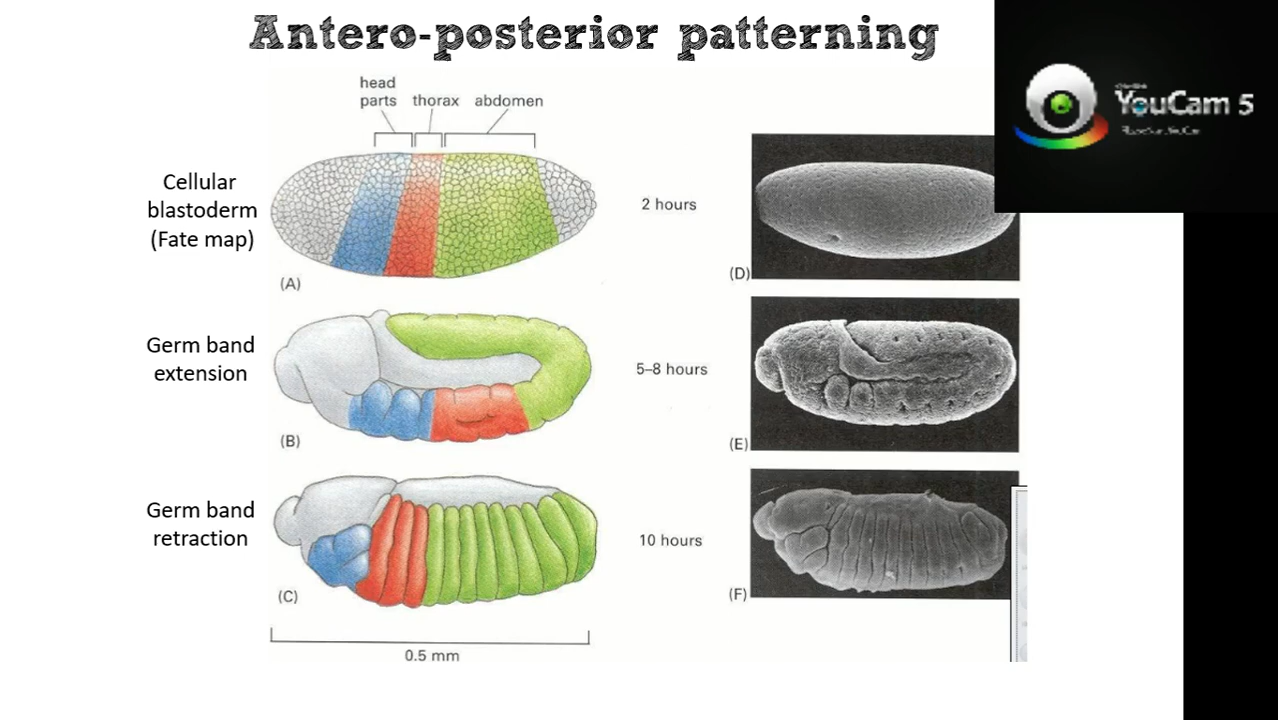 Antero-posterior patterning
YouCam 5
head
parts thorax abdomen
Cellular
blastoderm
(Fate map)
2 hours
(A)
(D)
Germ band
extension
5–8 hours
(B)
(E)
Germ band
retraction
10 hours
(C)
(F)
0.5 mm